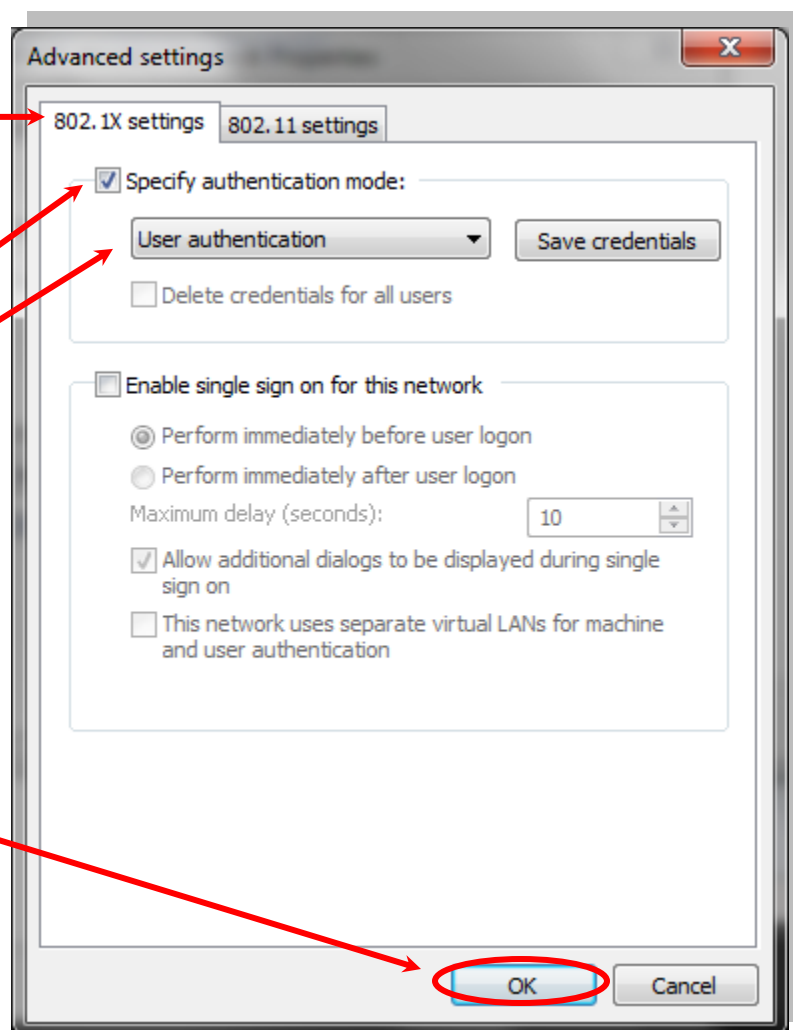 Advanced settings
802.1X settings
802.11 settings
Specify authentication mode:
User authentication
Save credentials
Delete credentials for all users
Enable single sign on for this network
Perform immediately before user logon
Perform immediately after user logon
Maximum delay (seconds):
10
Allow additional dialogs to be displayed during single
sign on
This network uses separate virtual LANs for machine
and user authentication
OK
Cancel